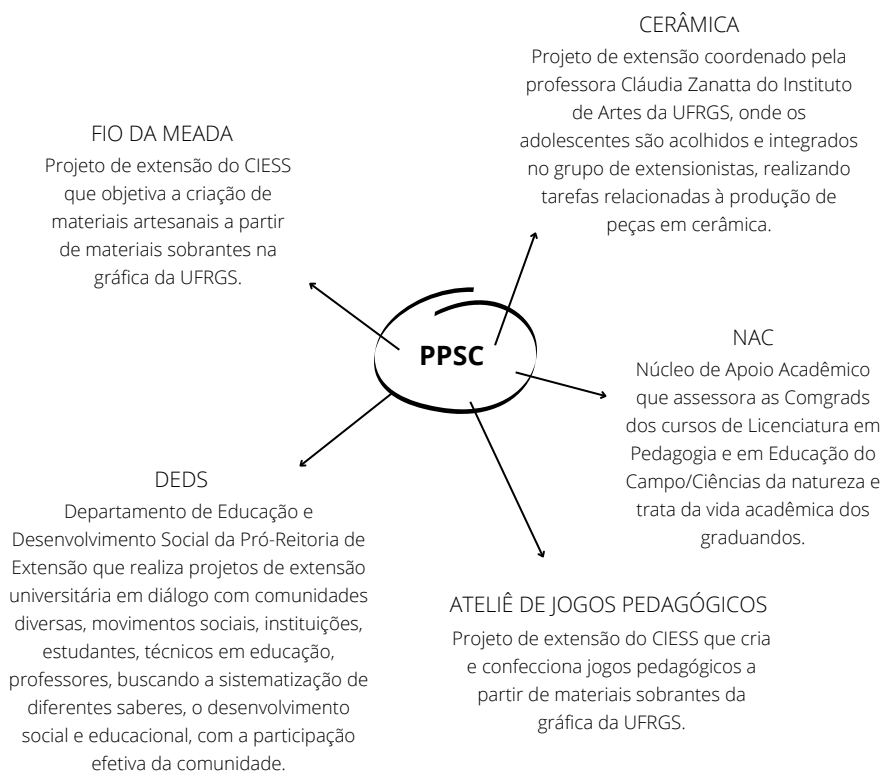 CERÂMICA
Projeto de extensão coordenado pela
professora Cláudia Zanatta do Instituto
de Artes da UFRGS, onde os
adolescentes são acolhidos e integrados
no grupo de extensionistas, realizando
tarefas relacionadas à produção de
peças em cerâmica.
FIO DA MEADA
Projeto de extensão do CIESS
que objetiva a criação de
materiais artesanais a partir
de materiais sobrantes na
gráfica da UFRGS.
PPSC
NAC
Núcleo de Apoio Acadêmico
que assessora as Comgrads
dos cursos de Licenciatura em
Pedagogia e em Educação do
Campo/Ciências da natureza e
trata da vida acadêmica dos
graduandos.
DEDS
Departamento de Educação e
Desenvolvimento Social da Pró-Reitoria de
Extensão que realiza projetos de extensão
universitária em diálogo com comunidades
diversas, movimentos sociais, instituições,
estudantes, técnicos em educação,
professores, buscando a sistematização de
diferentes saberes, o desenvolvimento
social e educacional, com a participação
efetiva da comunidade.
ATELIÊ DE JOGOS PEDAGÓGICOS
Projeto de extensão do CIESS que cria
e confecciona jogos pedagógicos a
partir de materiais sobrantes da
gráfica da UFRGS.